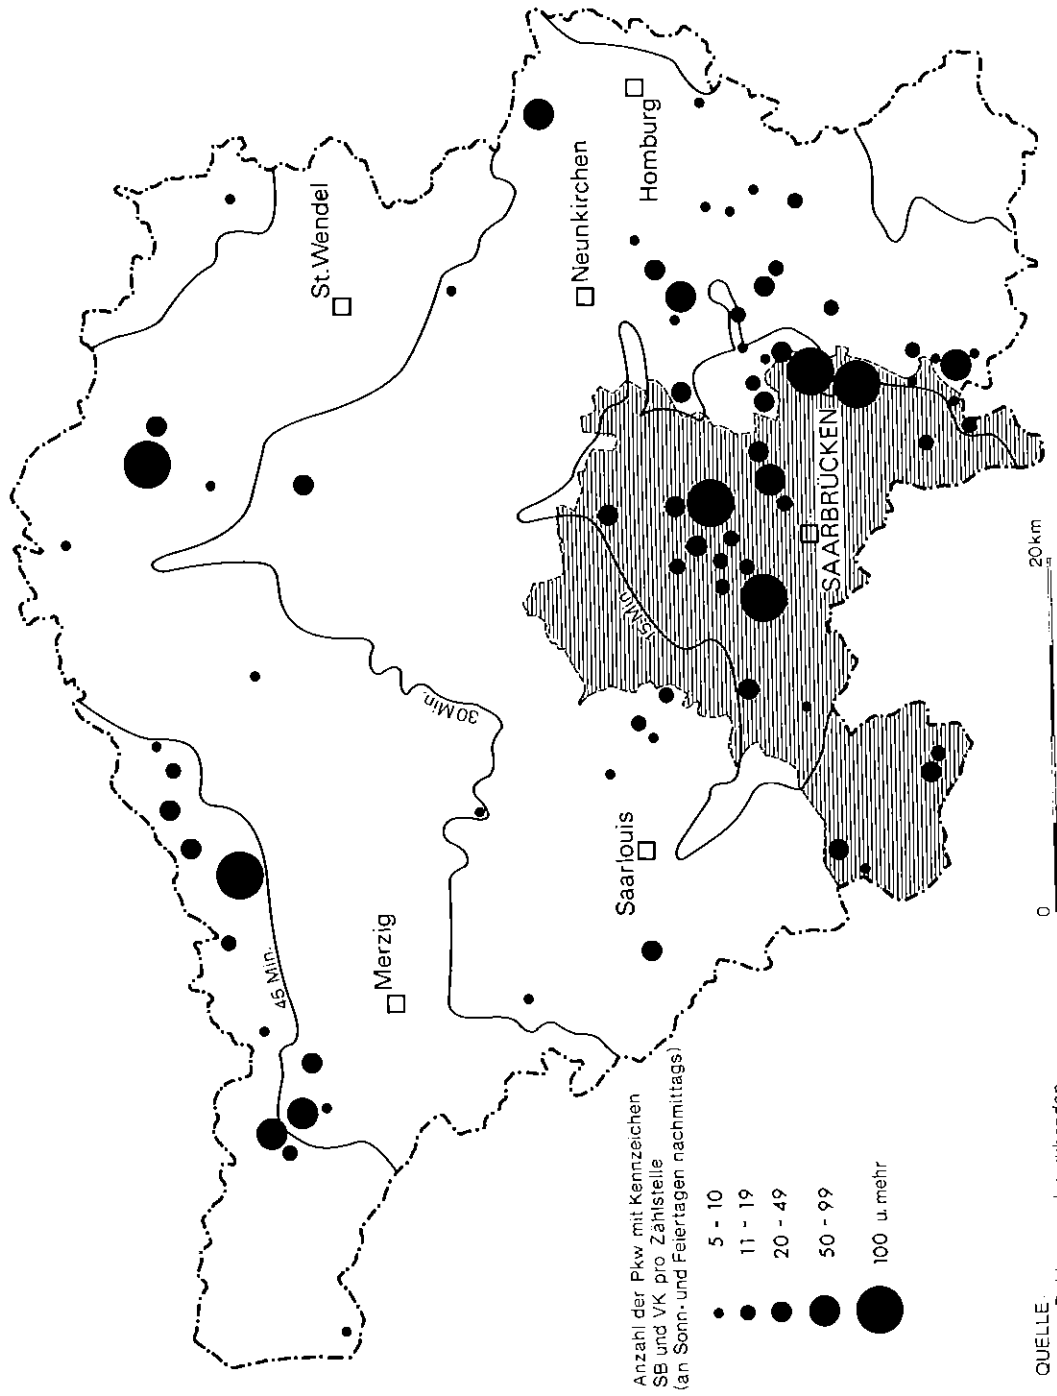 St. Wendel
Neunkirchen
Homburg
Merzig
Saarlouis
SAARBRÜCKEN
45 Min.
30 Min.
15 Min.
Anzahl der Pkw mit Kennzeichen
SB und VK pro Zählstelle
(an Sonn- und Feiertagen nachmittags)
5 - 10
11 - 19
20 - 49
50 - 99
100 u. mehr
0 20 km
QUELLE: